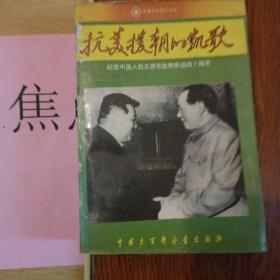 抗美援朝的凯歌
纪念中国人民志愿军赴朝参战四十周年
焦
中国大百科全书出版社